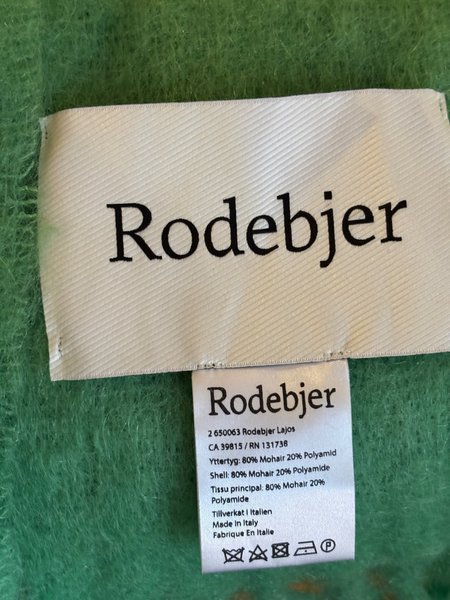 Rodebjer
Rodebjer
2 650063 Rodebjer Lajos
CA 39815 / RN 131738
Yttertyg: 80% Mohair 20% Polyamid
Shell: 80% Mohair 20% Polyamide
Tissu principal: 80% Mohair 20%
Polyamide
Tillverkat i Italien
Made in Italy
Fabrique En Italie
P